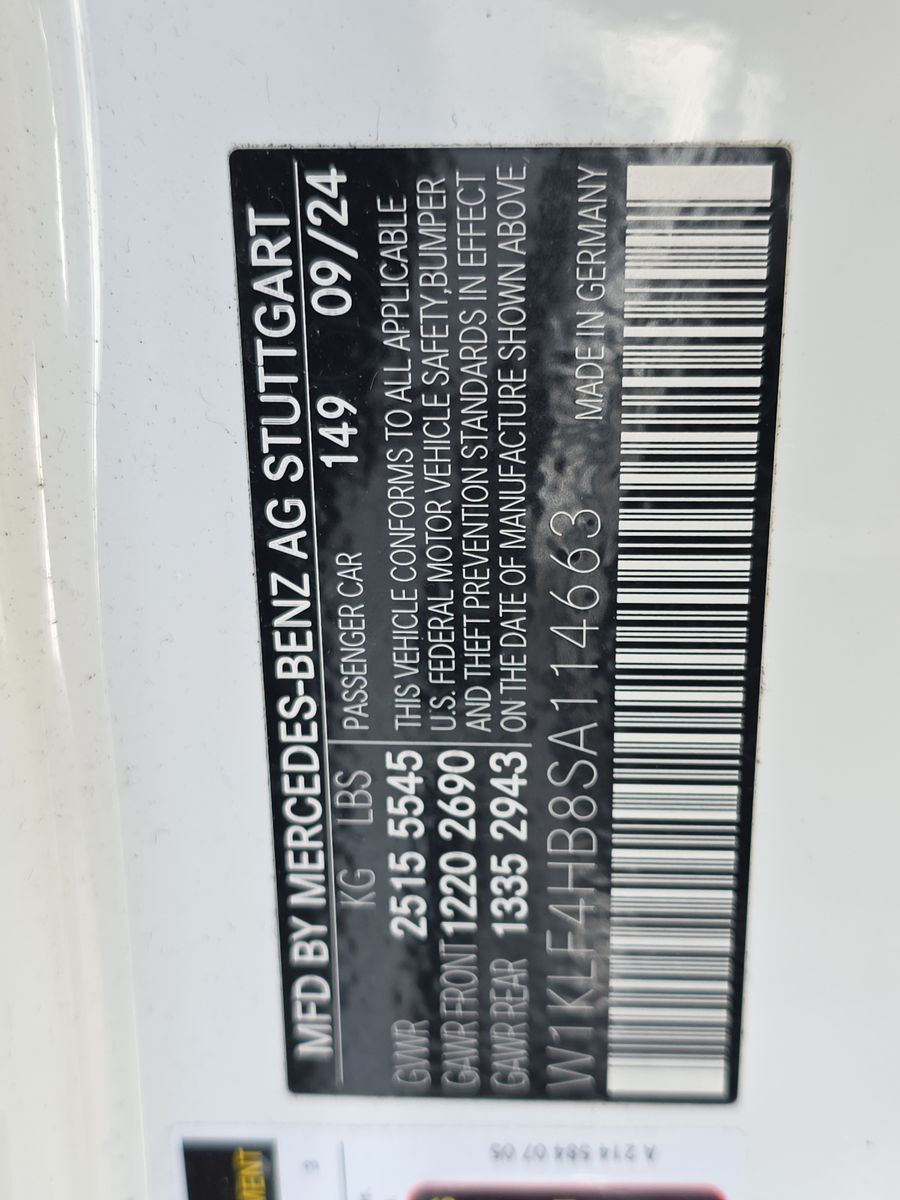 MFD BY MERCEDES-BENZ AG STUTTGART
KG LBS PASSENGER CAR 149 09/24
GVWR 2515 5545 THIS VEHICLE CONFORMS TO ALL APPLICABLE
GAWR FRONT 1220 2690 U.S. FEDERAL MOTOR VEHICLE SAFETY,BUMPER
GAWR REAR 1335 2943 AND THEFT PREVENTION STANDARDS IN EFFECT
ON THE DATE OF MANUFACTURE SHOWN ABOVE
W1KLF4HB8SA114663 MADE IN GERMANY
A 214 584 07 05